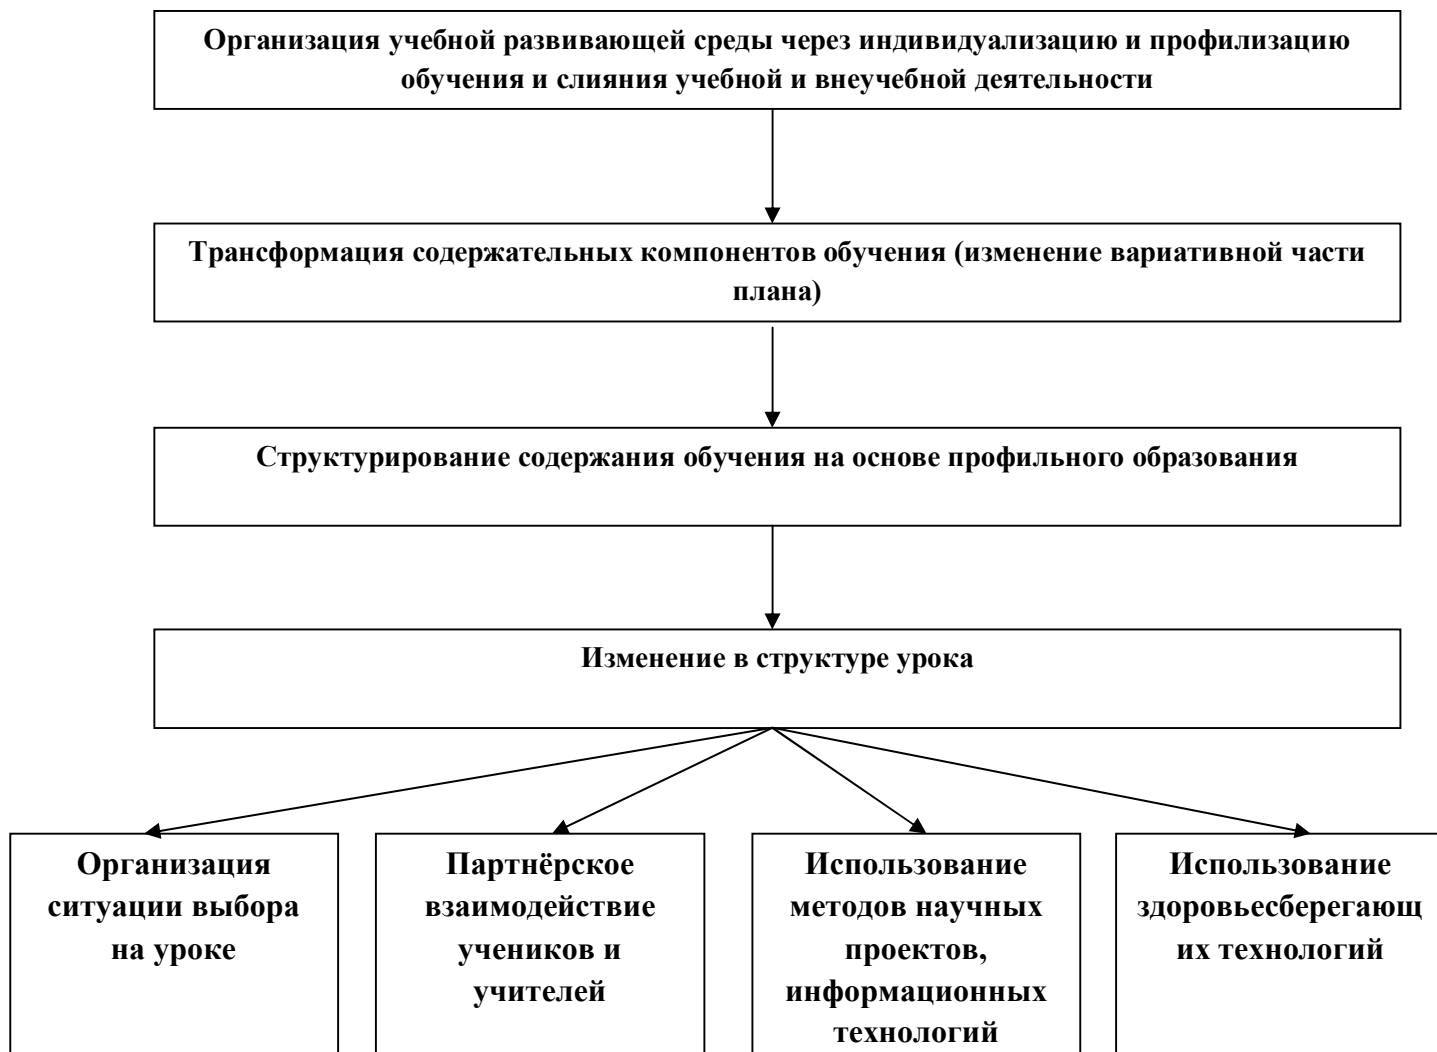 Организация учебной развивающей среды через индивидуализацию и профилизацию
обучения и слияния учебной и внеучебной деятельности
Трансформация содержательных компонентов обучения (изменение вариативной части
плана)
Структурирование содержания обучения на основе профильного образования
Изменение в структуре урока
Организация
ситуации выбора
на уроке
Партнёрское
взаимодействие
учеников и
учителей
Использование
методов научных
проектов,
информационных
технологий
Использование
здоровьесберегающ
их технологий